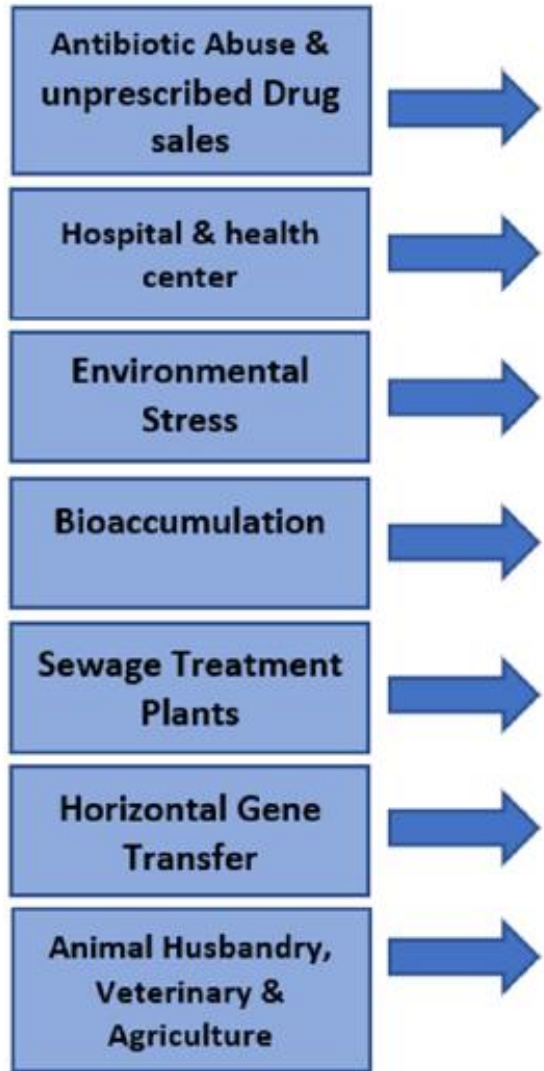 Antibiotic Abuse &
unprescribed Drug
sales
Hospital & health
center
Environmental
Stress
Bioaccumulation
Sewage Treatment
Plants
Horizontal Gene
Transfer
Animal Husbandry,
Veterinary &
Agriculture